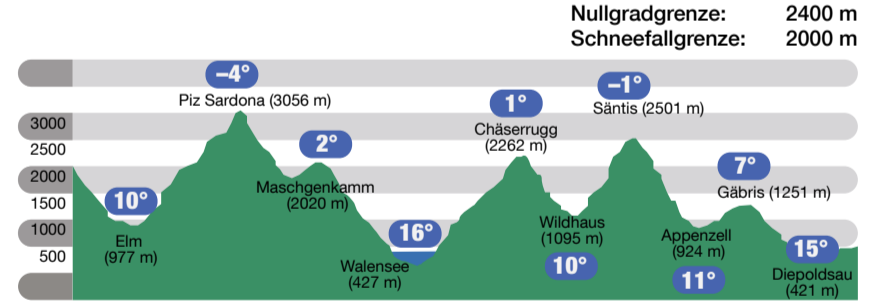 Nullgradgrenze: 2400 m
Schneefallgrenze: 2000 m
–4°
Piz Sardona (3056 m)
–1°
Säntis (2501 m)
1°
Chäserrugg
(2262 m)
3000
2500
2000
1500
1000
500
2°
Maschgenkamm
(2020 m)
7°
Gäbris (1251 m)
10°
Elm
(977 m)
16°
Walensee
(427 m)
Wildhaus
(1095 m)
10°
Appenzell
(924 m)
11°
15°
Diepoldsau
(421 m)